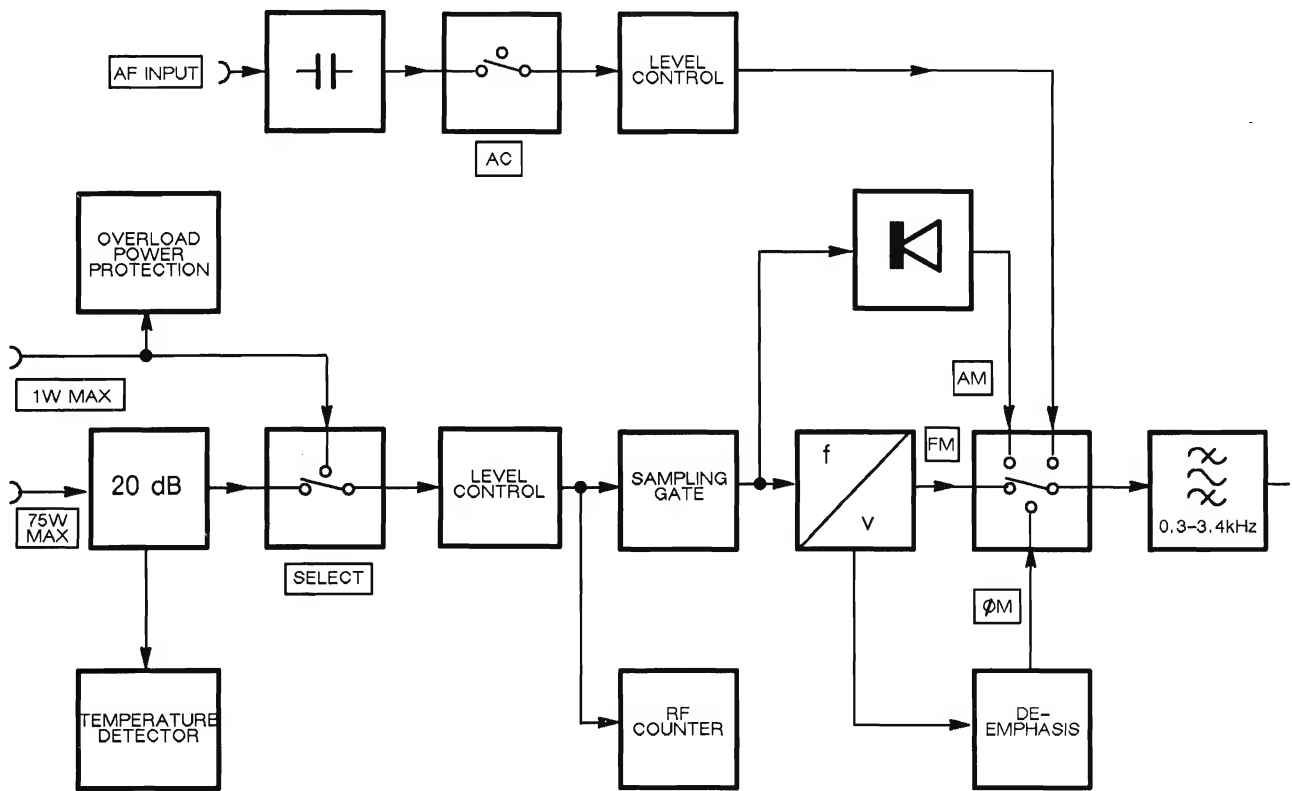 AF INPUT
LEVEL
CONTROL
AC
OVERLOAD
POWER
PROTECTION
1W MAX
AM
20 dB
75W
MAX
SELECT
LEVEL
CONTROL
SAMPLING
GATE
f
v
FM
0.3-3.4kHz
ØM
TEMPERATURE
DETECTOR
RF
COUNTER
DE-
EMPHASIS